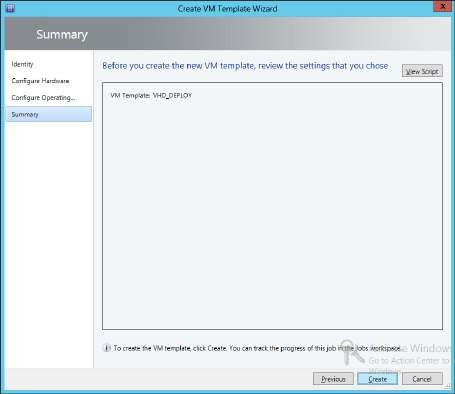 Create VM Template Wizard
Summary
Identity
Configure Hardware
Configure Operating...
Summary
Before you create the new VM template, review the settings that you chose
View Script
VM Template: VHD_DEPLOY
To create the VM template, click Create. You can track the progress of this job in the Jobs workspace.
Windows
Go to Action Center to
Windows.
Previous
Create
Cancel